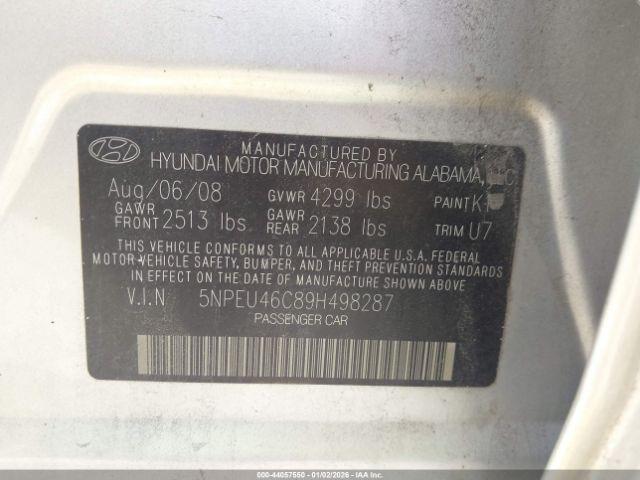 MANUFACTURED BY
HYUNDAI MOTOR MANUFACTURING ALABAMA,
Aug/06/08 GVWR 4299 lbs PAINT
GAWR FRONT 2513 lbs GAWR REAR 2138 lbs TRIM U7
THIS VEHICLE CONFORMS TO ALL APPLICABLE U.S.A. FEDERAL
MOTOR VEHICLE SAFETY, BUMPER, AND THEFT PREVENTION STANDARDS
IN EFFECT ON THE DATE OF MANUFACTURE SHOWN ABOVE.
V.I.N 5NPEU46C89H498287
PASSENGER CAR
000-44057550 - 01/02/2026 - COPART.COM